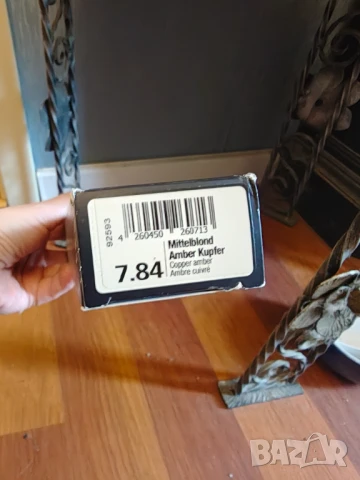 92593
4 260450 260713
7.84
Mittelblond
Amber Kupfer
Copper amber
Ambre cuivré
BAZAR